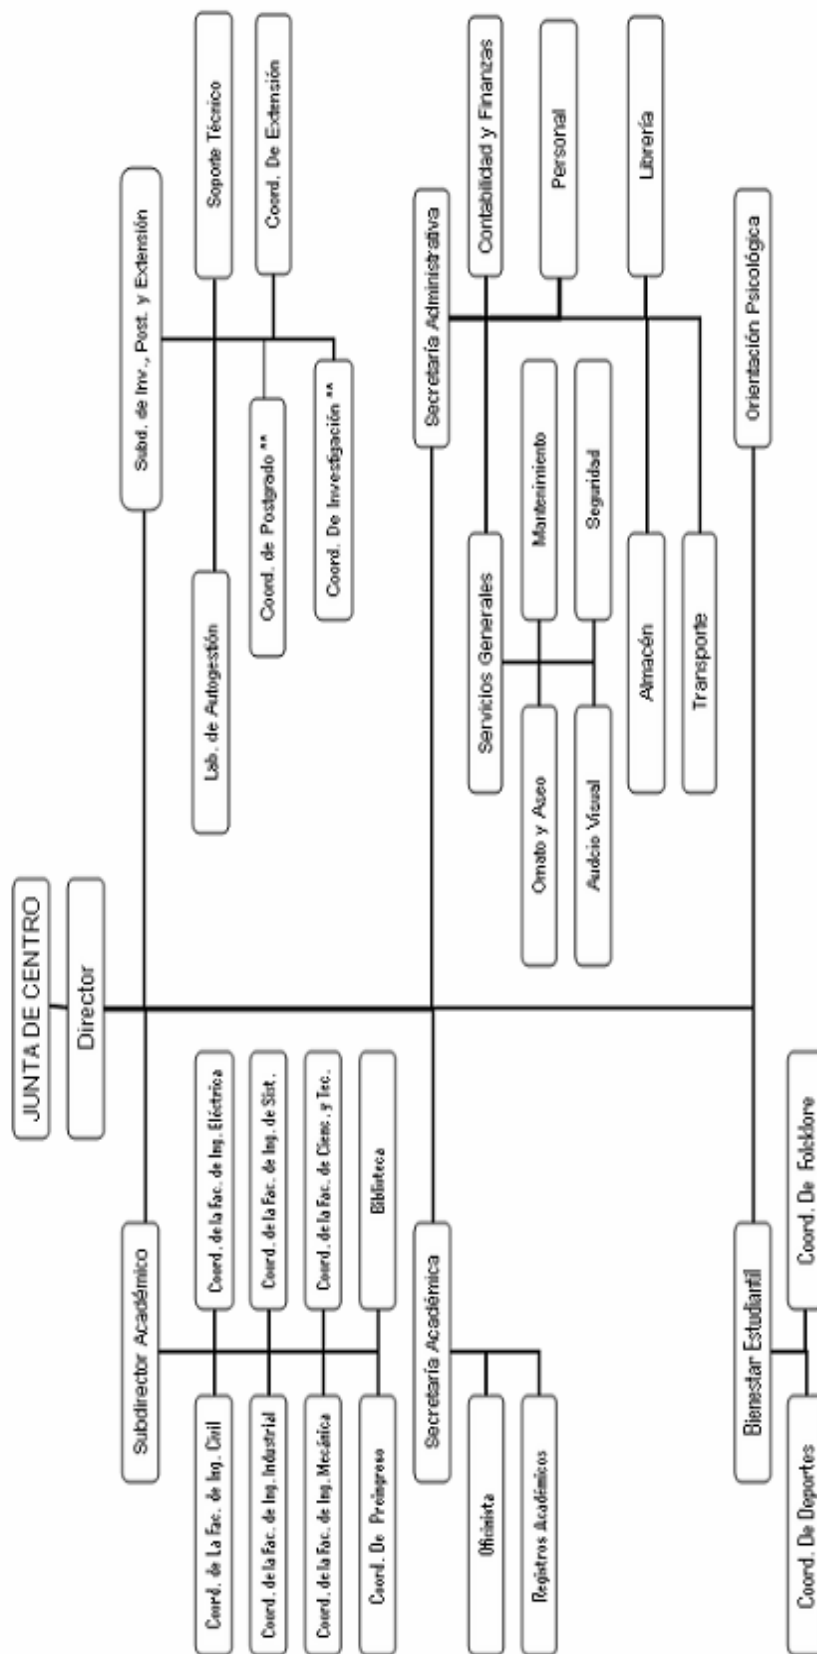 JUNTA DE CENTRO
Director
Subdirector Académico
Subd. de Inv., Post. y Extensión
Coord. de La Fac. de Ing. Civil
Coord. de la Fac. de Ing. Eléctrica
Lab. de Autogestión
Soporte Técnico
Coord. de la Fac. de Ing. Industrial
Coord. de la Fac. de Ing. de Sist.
Coord. de Postgrado **
Coord. De Extensión
Coord. de la Fac. de Ing. Mecánica
Coord. de la Fac. de Cienc. y Tec.
Coord. De Investigación **
Coord. De Preingreso
Biblioteca
Secretaría Académica
Secretaría Administrativa
Oficinista
Servicios Generales
Contabilidad y Finanzas
Registros Académicos
Ornato y Aseo
Mantenimiento
Personal
Audcio Visual
Seguridad
Almacén
Librería
Transporte
Bienestar Estudiantil
Orientación Psicológica
Coord. De Deportes
Coord. De Folcklore